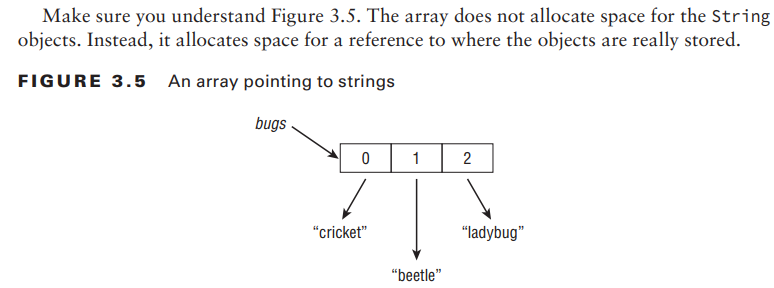 Make sure you understand Figure 3.5. The array does not allocate space for the String
objects. Instead, it allocates space for a reference to where the objects are really stored.
FIGURE 3.5 An array pointing to strings
bugs
0 1 2
“cricket” “ladybug”
“beetle”